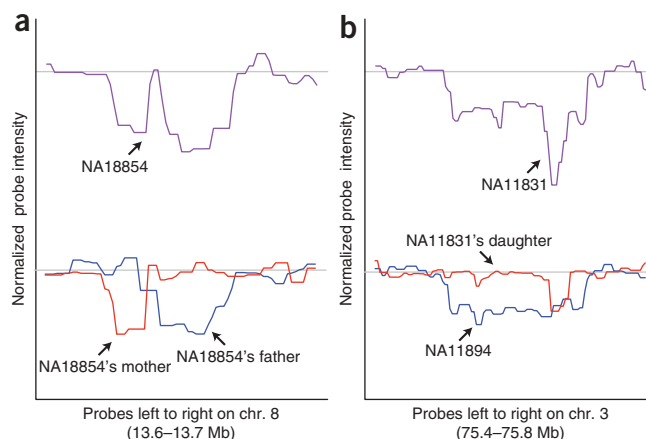 a
Normalized probe intensity
NA18854
NA18854's mother
NA18854's father
Probes left to right on chr. 8
(13.6–13.7 Mb)
b
Normalized probe intensity
NA11831
NA11831's daughter
NA11894
Probes left to right on chr. 3
(75.4–75.8 Mb)